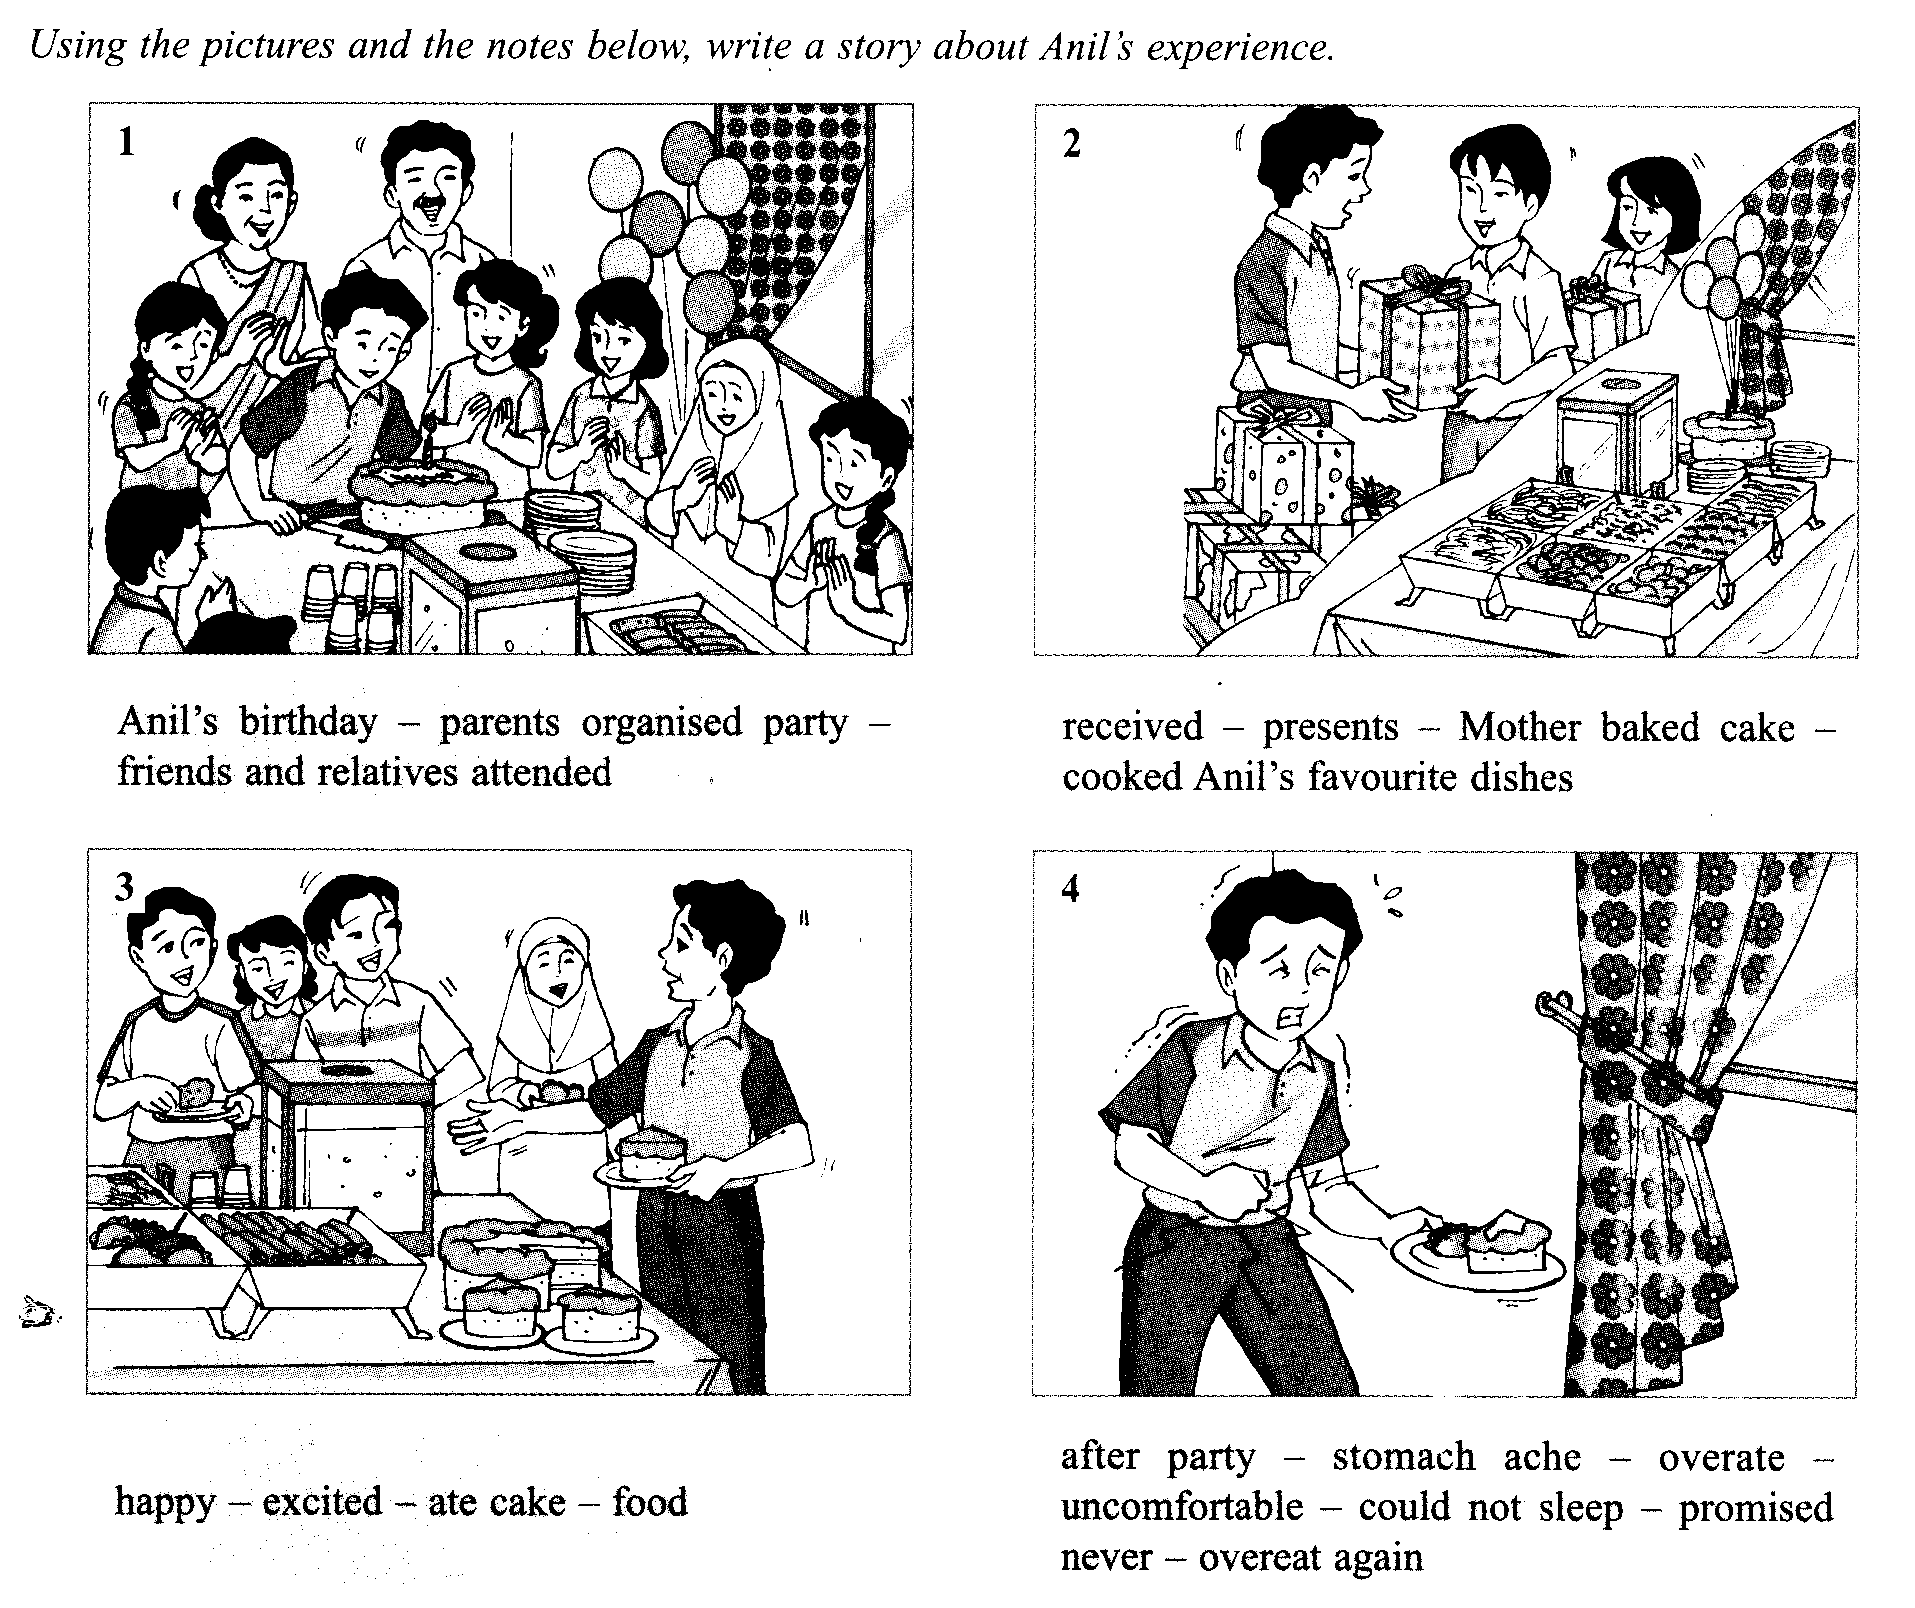 Using the pictures and the notes below, write a story about Anil's experience.
1
Anil's birthday – parents organised party –
friends and relatives attended
2
received – presents – Mother baked cake –
cooked Anil's favourite dishes
3
happy – excited – ate cake – food
4
after party – stomach ache – overate –
uncomfortable – could not sleep – promised
never – overeat again